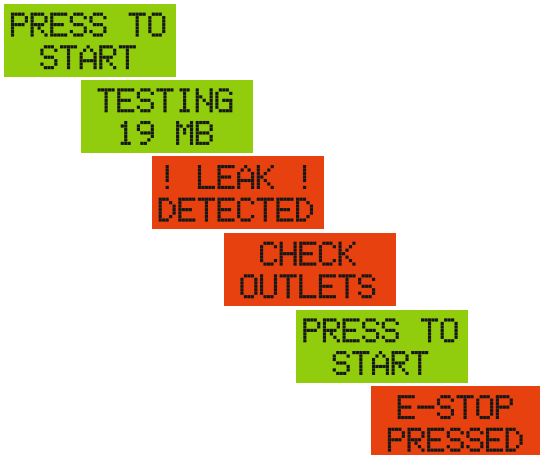 PRESS TO
START
TESTING
19 MB
! LEAK !
DETECTED
CHECK
OUTLETS
PRESS TO
START
E-STOP
PRESSED